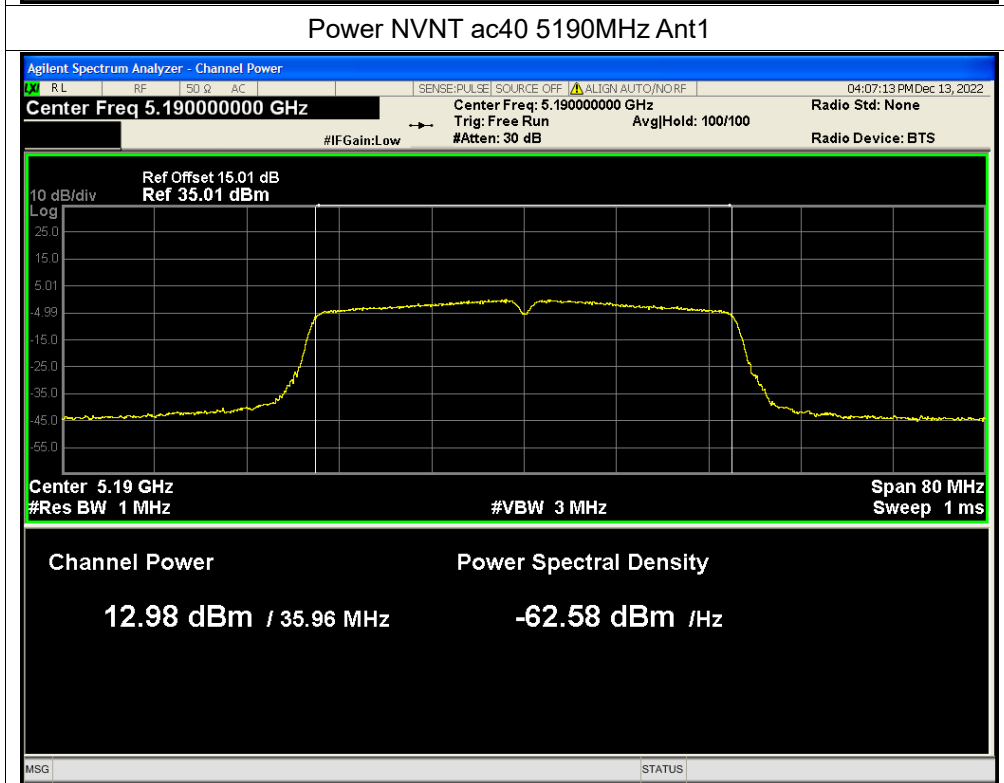 Power NVNT ac40 5190MHz Ant1
Agilent Spectrum Analyzer - Channel Power
LXI RL RF 50 Ω AC SENSE:PULSE SOURCE OFF ALIGN AUTO/NO RF 04:07:13 PM Dec 13, 2022
Center Freq 5.190000000 GHz Center Freq: 5.190000000 GHz Radio Std: None
Trig: Free Run Avg|Hold: 100/100
#IFGain:Low #Atten: 30 dB Radio Device: BTS
Ref Offset 15.01 dB
10 dB/div Ref 35.01 dBm
Log
25.0
15.0
5.01
-4.99
-15.0
-25.0
-35.0
-45.0
-55.0
Center 5.19 GHz Span 80 MHz
#Res BW 1 MHz #VBW 3 MHz Sweep 1 ms
Channel Power Power Spectral Density
12.98 dBm / 35.96 MHz -62.58 dBm /Hz
MSG STATUS